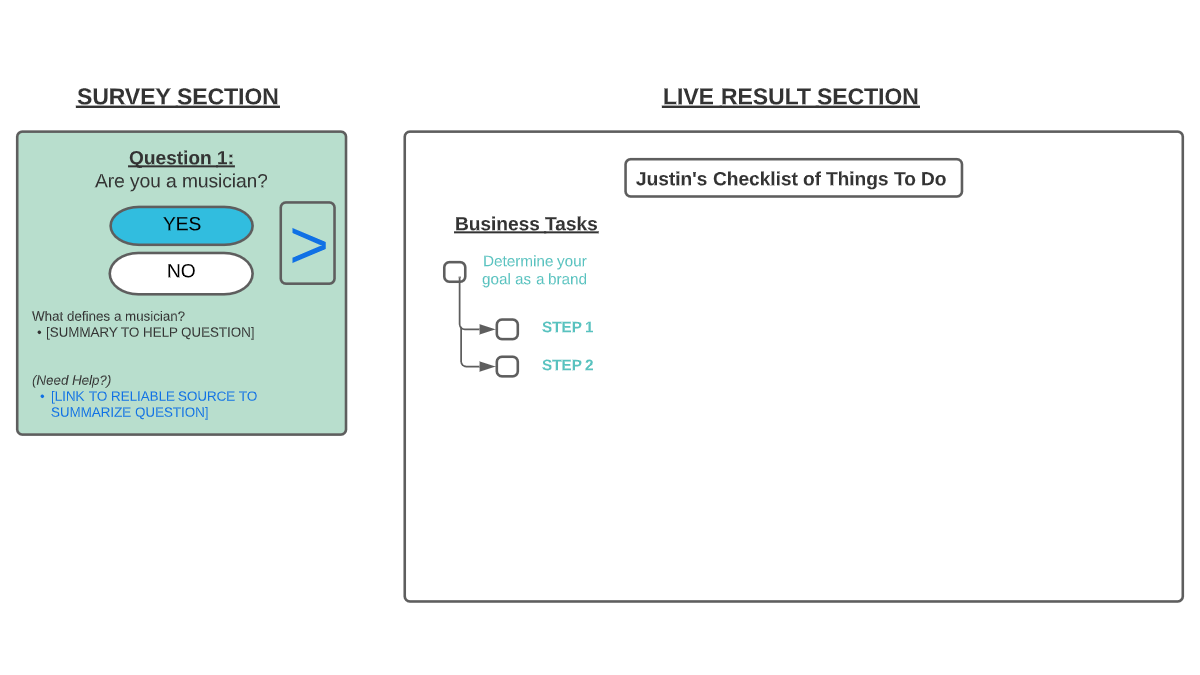 SURVEY SECTION
Question 1:
Are you a musician?
YES
NO
>
What defines a musician?
• [SUMMARY TO HELP QUESTION]
(Need Help?)
• [LINK TO RELIABLE SOURCE TO
SUMMARIZE QUESTION]
LIVE RESULT SECTION
Justin's Checklist of Things To Do
Business Tasks
Determine your
goal as a brand
STEP 1
STEP 2